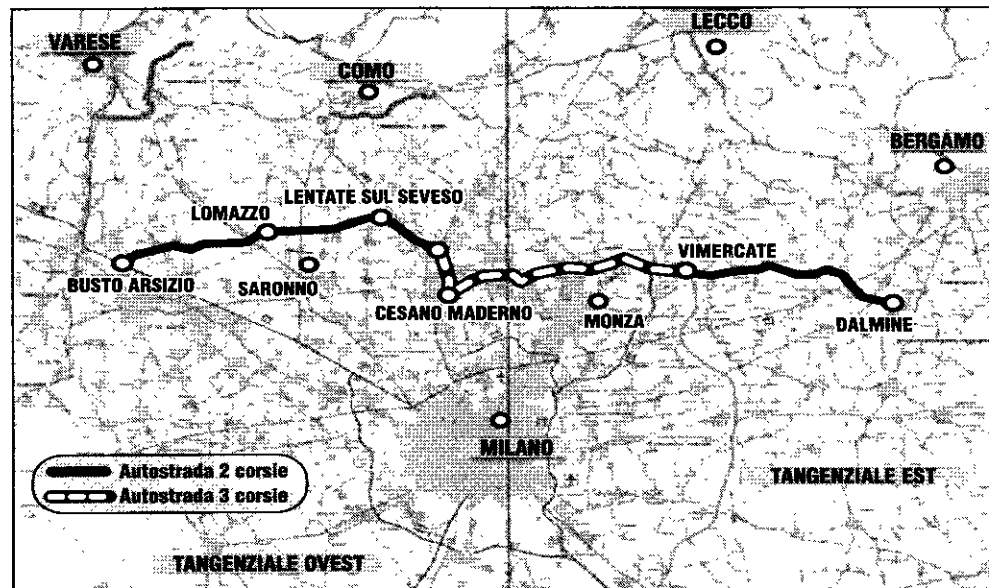 LECCO
VARESE
COMO
BERGAMO
LENTATE SUL SEVESO
LOMAZZO
VIMERCATE
BUSTO ARSIZIO
SARONNO
CESANO MADERNO
MONZA
DALMINE
MILANO
Autostrada 2 corsie
Autostrada 3 corsie
TANGENZIALE EST
TANGENZIALE OVEST